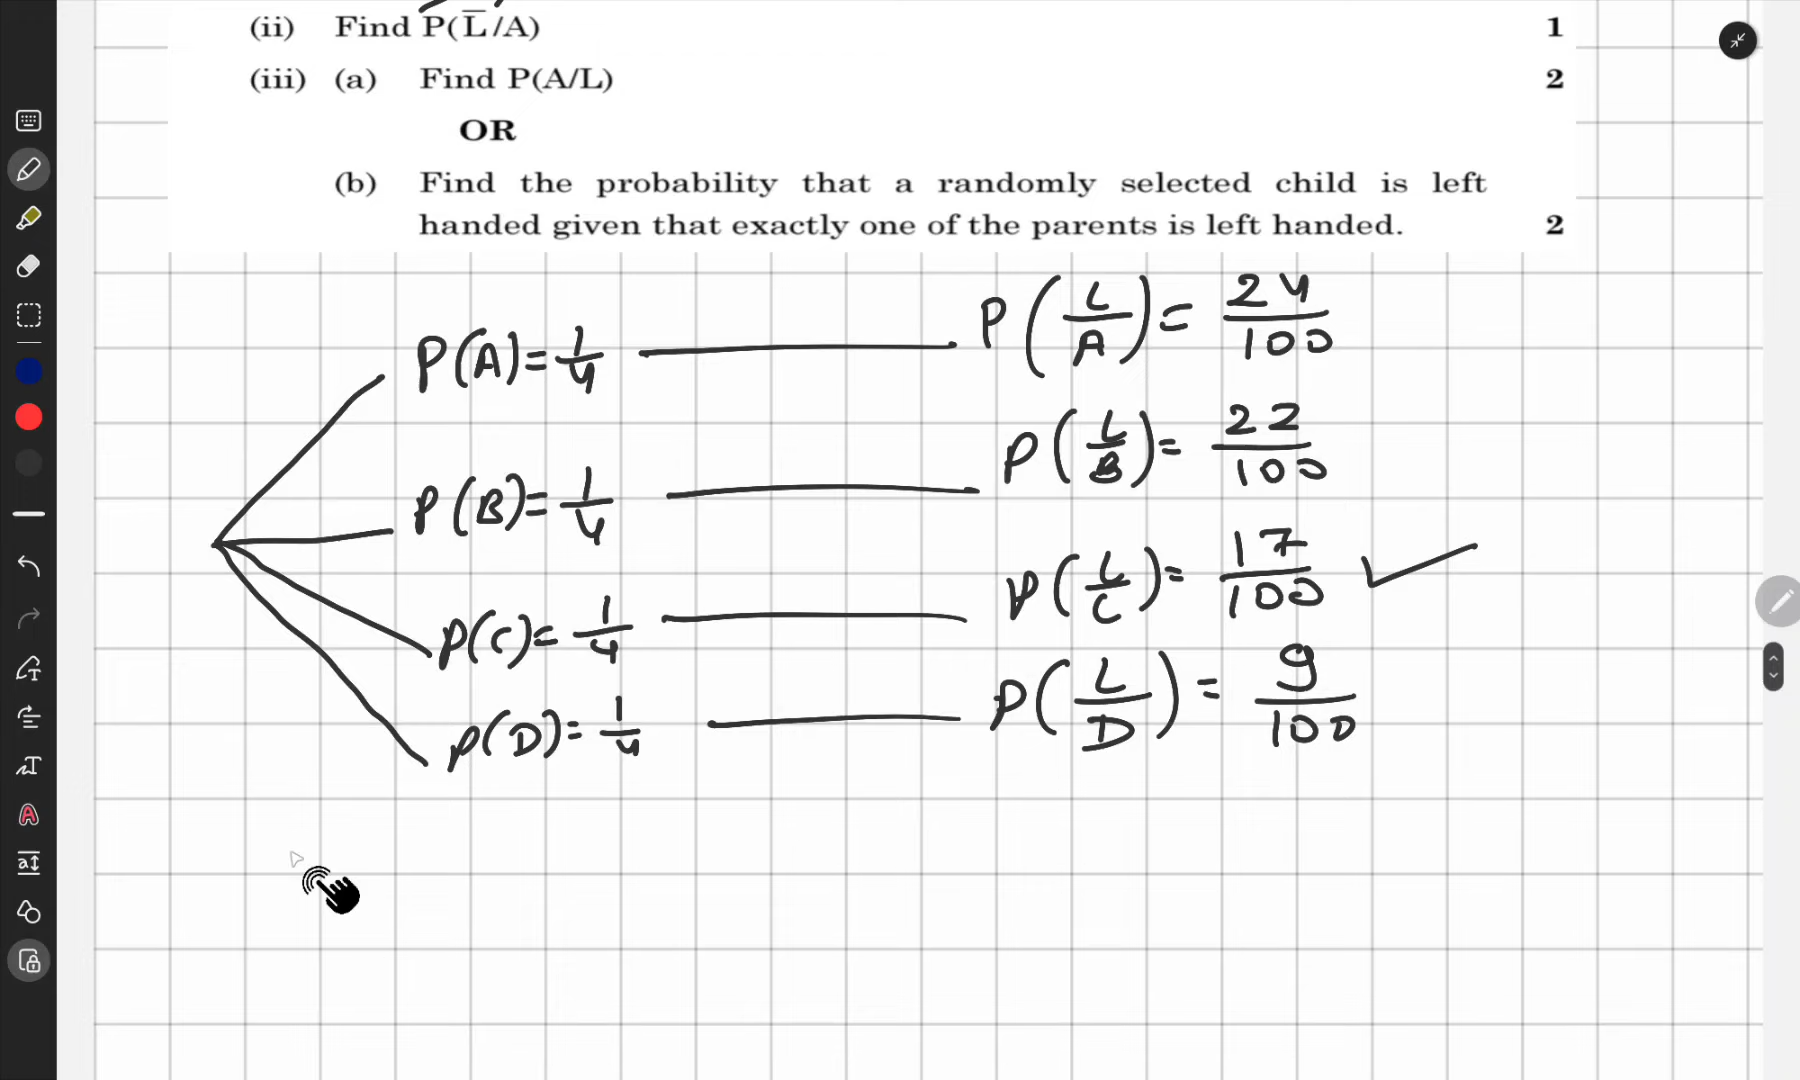 (ii) Find P(L̅/A) 1
(iii) (a) Find P(A/L) 2
OR
(b) Find the probability that a randomly selected child is left
handed given that exactly one of the parents is left handed. 2
P(A)=1/4 P(L/A)=24/100
P(B)=1/4 P(L/B)=22/100
P(C)=1/4 P(L/C)=17/100 ✓
P(D)=1/4 P(L/D)=9/100